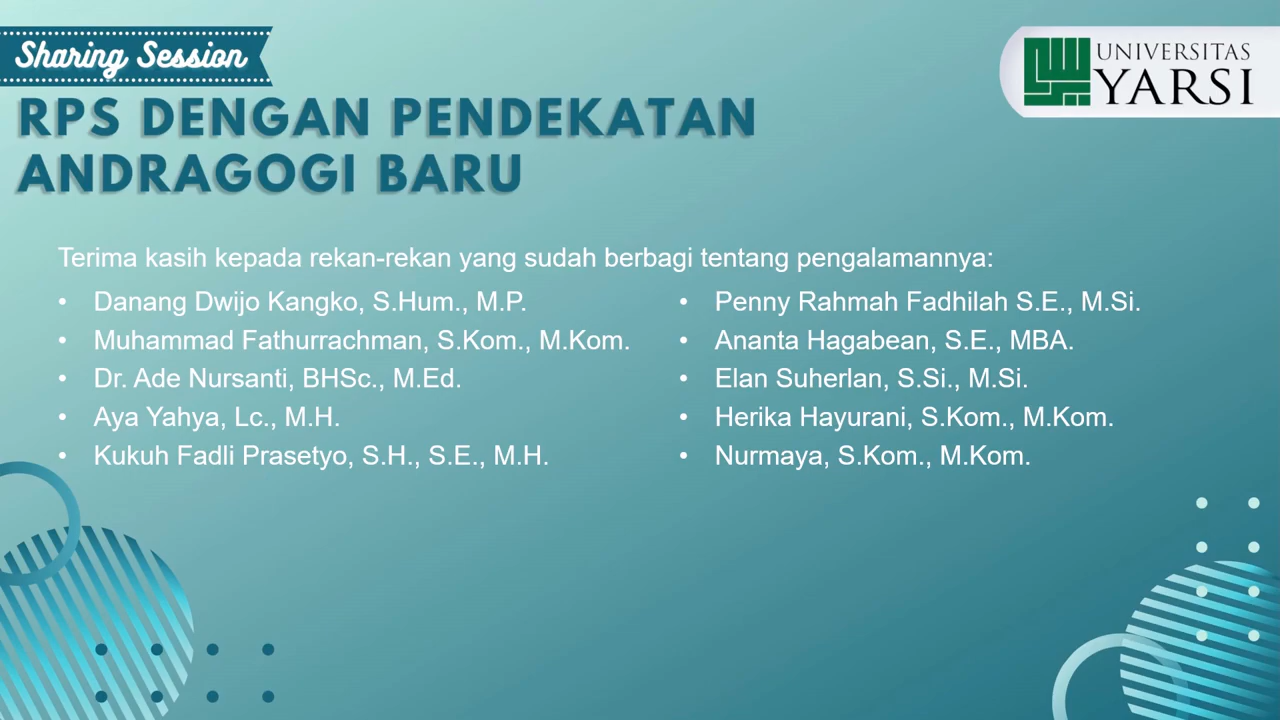 Sharing Session
UNIVERSITAS
YARSI
RPS DENGAN PENDEKATAN
ANDRAGOGI BARU
Terima kasih kepada rekan-rekan yang sudah berbagi tentang pengalamannya:
• Danang Dwijo Kangko, S.Hum., M.P.
• Muhammad Fathurrachman, S.Kom., M.Kom.
• Dr. Ade Nursanti, BHSc., M.Ed.
• Aya Yahya, Lc., M.H.
• Kukuh Fadli Prasetyo, S.H., S.E., M.H.
• Penny Rahmah Fadhilah S.E., M.Si.
• Ananta Hagabean, S.E., MBA.
• Elan Suherlan, S.Si., M.Si.
• Herika Hayurani, S.Kom., M.Kom.
• Nurmaya, S.Kom., M.Kom.